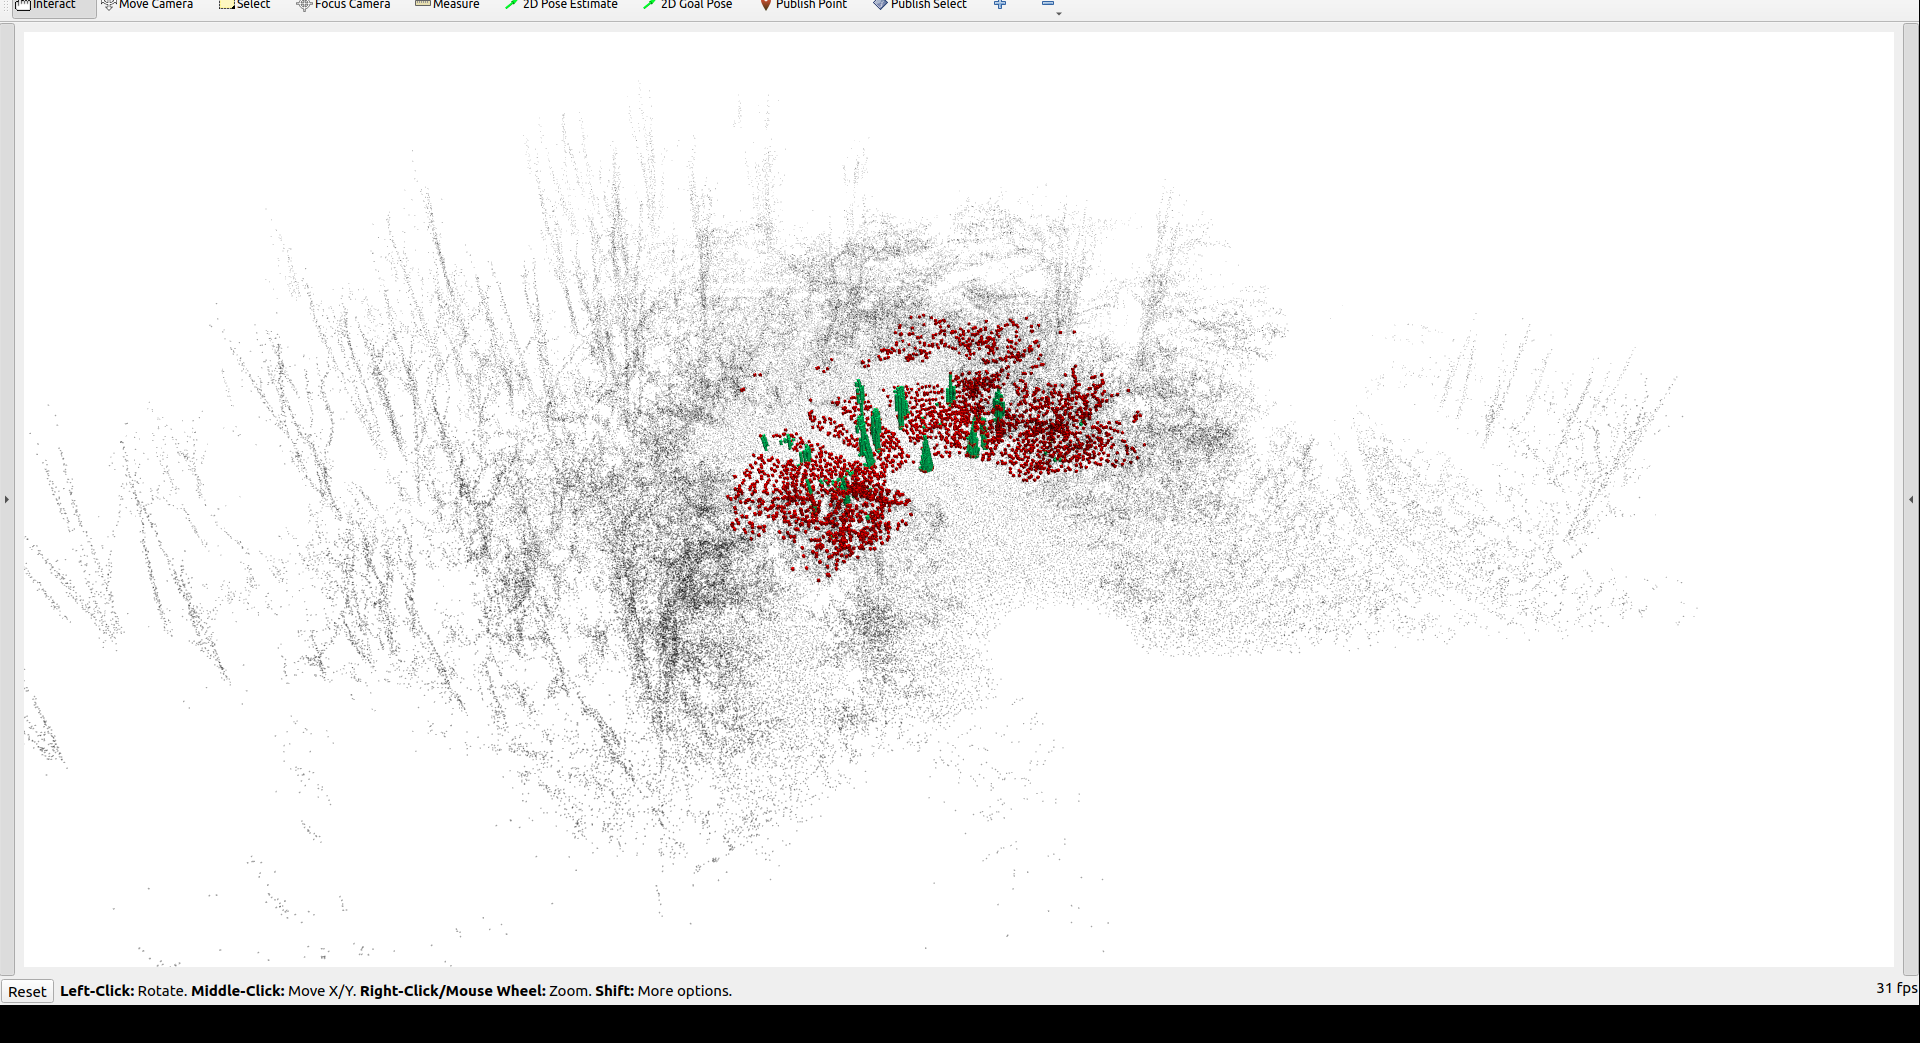 Interact Move Camera Select Focus Camera Measure 2D Pose Estimate 2D Goal Pose Publish Point Publish Select
Reset Left-Click: Rotate. Middle-Click: Move X/Y. Right-Click/Mouse Wheel: Zoom. Shift: More options. 31 fps